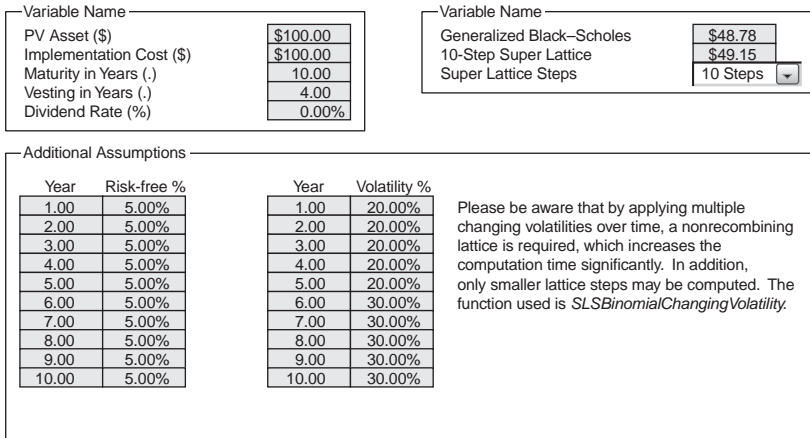 Variable Name
PV Asset ($) $100.00
Implementation Cost ($) $100.00
Maturity in Years (.) 10.00
Vesting in Years (.) 4.00
Dividend Rate (%) 0.00%
Variable Name
Generalized Black–Scholes $48.78
10-Step Super Lattice $49.15
Super Lattice Steps 10 Steps
Additional Assumptions
Year Risk-free %
1.00 5.00%
2.00 5.00%
3.00 5.00%
4.00 5.00%
5.00 5.00%
6.00 5.00%
7.00 5.00%
8.00 5.00%
9.00 5.00%
10.00 5.00%
Year Volatility %
1.00 20.00%
2.00 20.00%
3.00 20.00%
4.00 20.00%
5.00 20.00%
6.00 30.00%
7.00 30.00%
8.00 30.00%
9.00 30.00%
10.00 30.00%
Please be aware that by applying multiple
changing volatilities over time, a nonrecombining
lattice is required, which increases the
computation time significantly. In addition,
only smaller lattice steps may be computed. The
function used is SLSBinomialChangingVolatility.